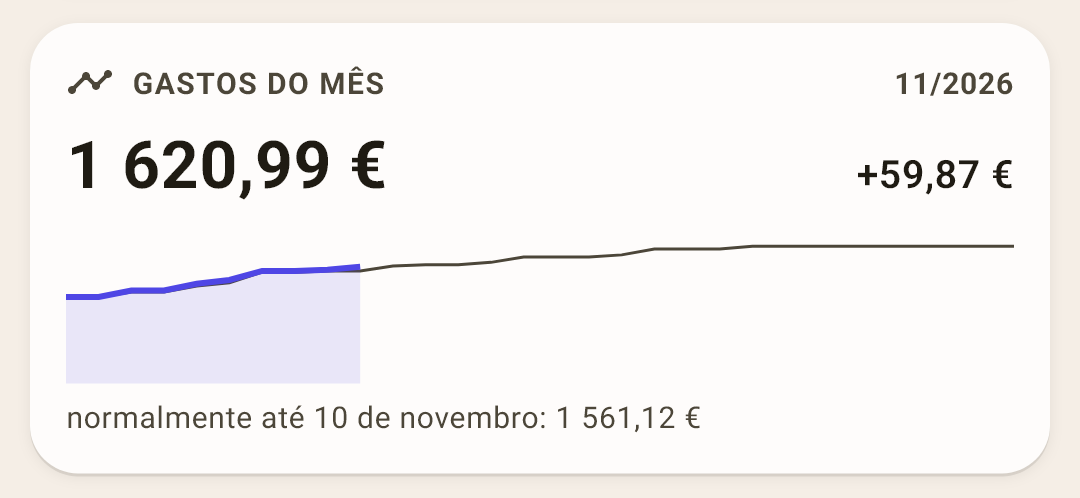 GASTOS DO MÊS
11/2026
1 620,99 €
+59,87 €
normalmente até 10 de novembro: 1 561,12 €